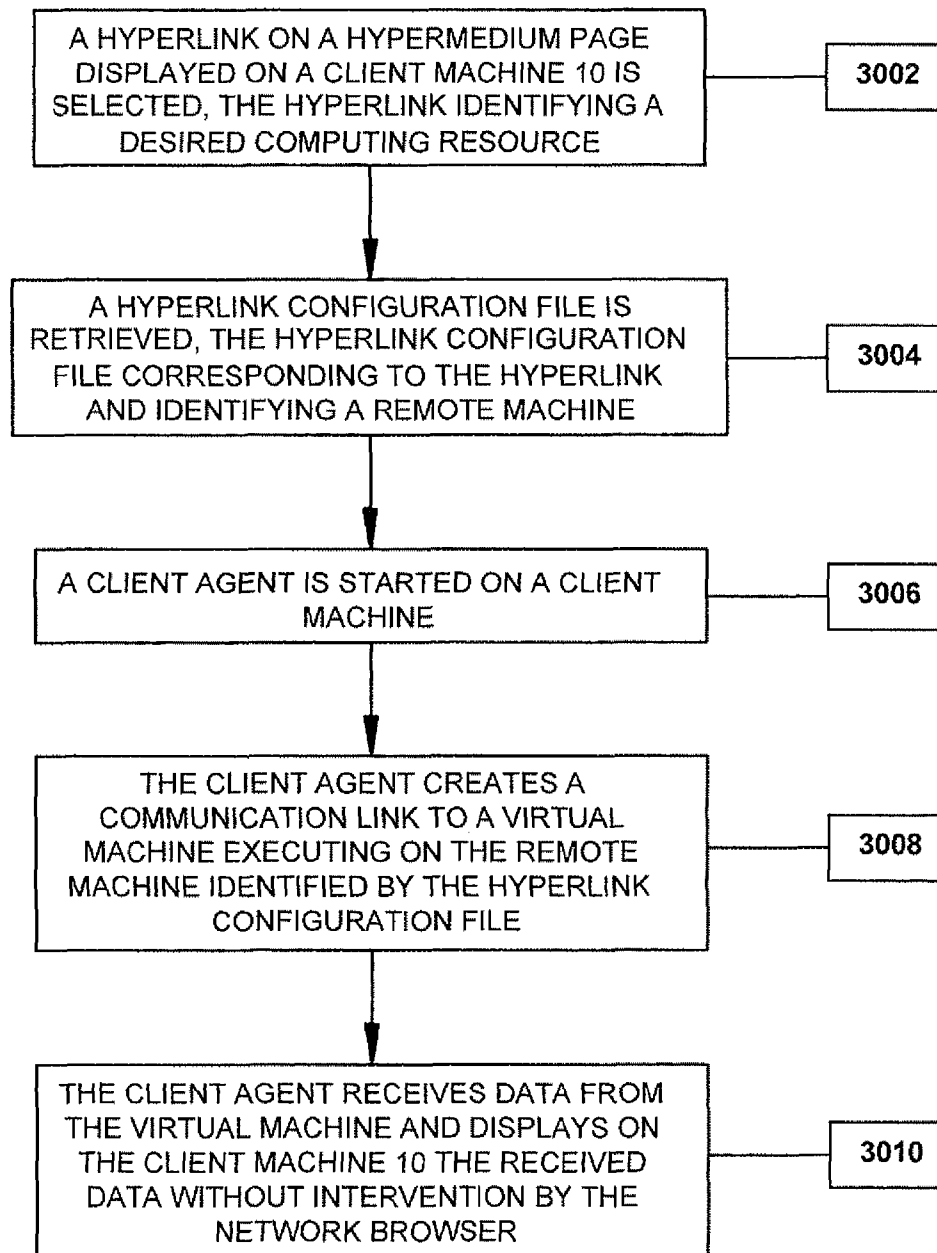 A HYPERLINK ON A HYPERMEDIUM PAGE
DISPLAYED ON A CLIENT MACHINE 10 IS
SELECTED, THE HYPERLINK IDENTIFYING A
DESIRED COMPUTING RESOURCE
3002
A HYPERLINK CONFIGURATION FILE IS
RETRIEVED, THE HYPERLINK CONFIGURATION
FILE CORRESPONDING TO THE HYPERLINK
AND IDENTIFYING A REMOTE MACHINE
3004
A CLIENT AGENT IS STARTED ON A CLIENT
MACHINE
3006
THE CLIENT AGENT CREATES A
COMMUNICATION LINK TO A VIRTUAL
MACHINE EXECUTING ON THE REMOTE
MACHINE IDENTIFIED BY THE HYPERLINK
CONFIGURATION FILE
3008
THE CLIENT AGENT RECEIVES DATA FROM
THE VIRTUAL MACHINE AND DISPLAYS ON
THE CLIENT MACHINE 10 THE RECEIVED
DATA WITHOUT INTERVENTION BY THE
NETWORK BROWSER
3010